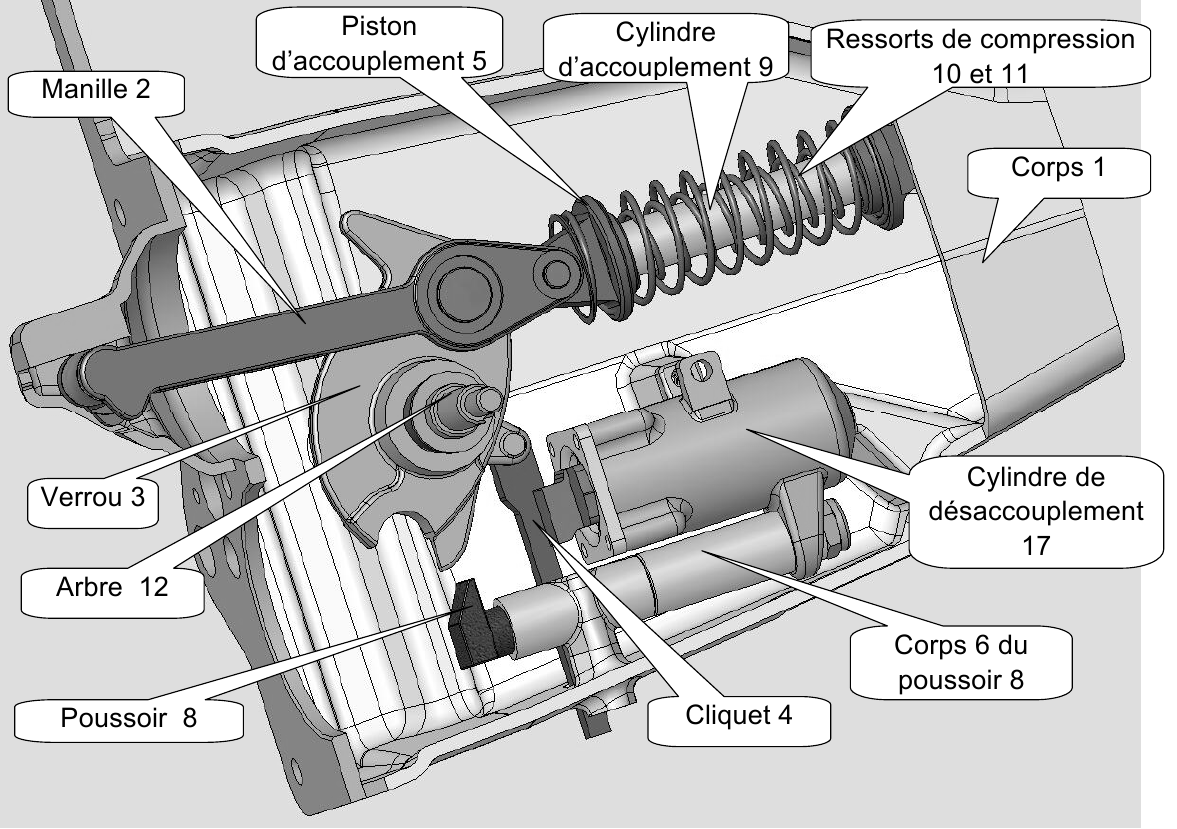 Piston
d’accouplement 5
Cylindre
d’accouplement 9
Ressorts de compression
10 et 11
Manille 2
Corps 1
Verrou 3
Cylindre de
désaccouplement
17
Arbre 12
Corps 6 du
poussoir 8
Poussoir 8
Cliquet 4